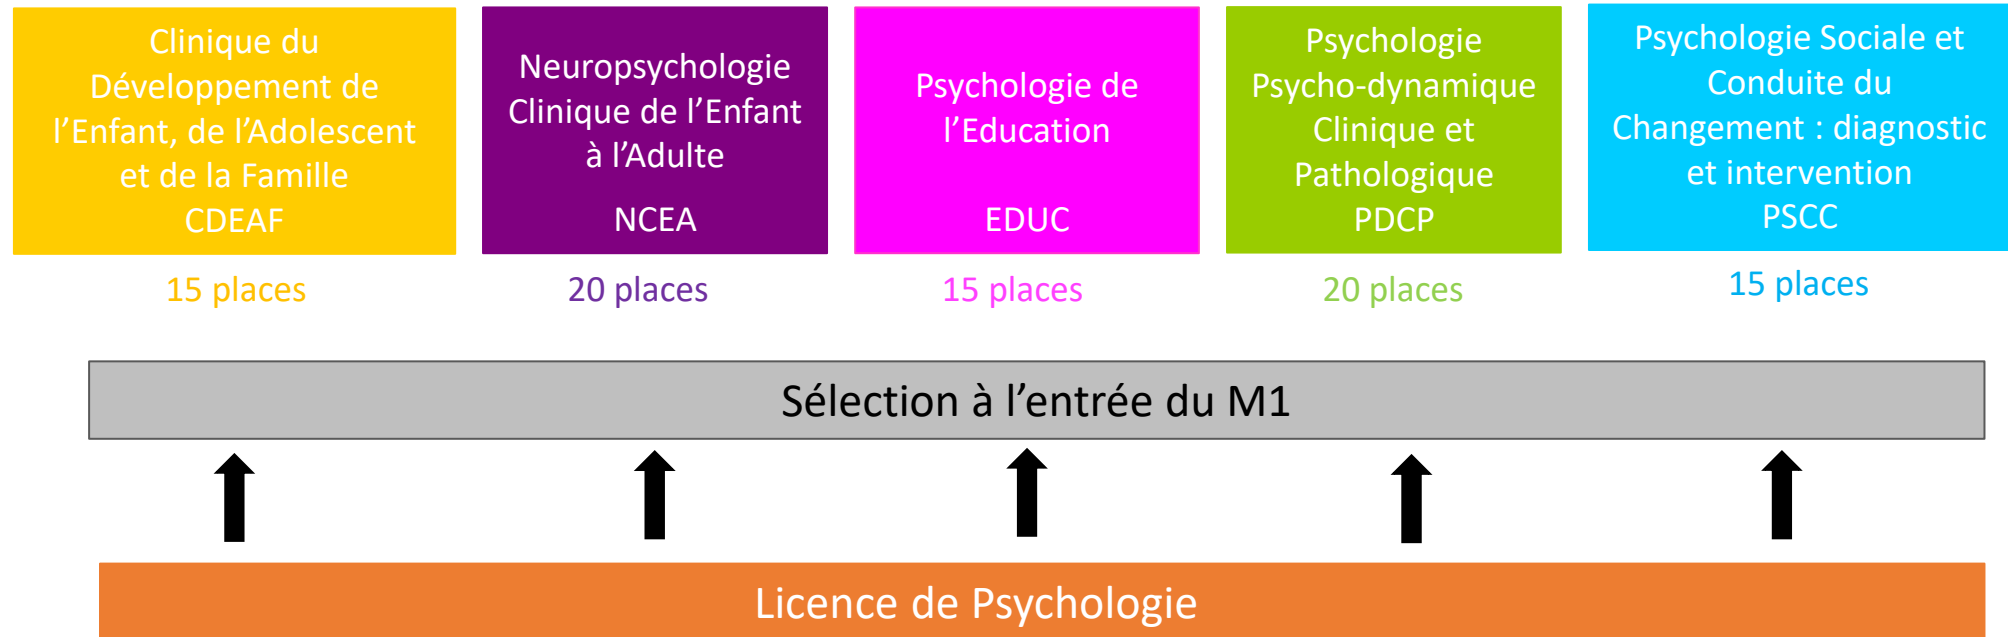 Clinique du
Développement de
l’Enfant, de l’Adolescent
et de la Famille
CDEAF
Neuropsychologie
Clinique de l’Enfant
à l’Adulte
NCEA
Psychologie de
l’Education
EDUC
Psychologie
Psycho-dynamique
Clinique et
Pathologique
PDCP
Psychologie Sociale et
Conduite du
Changement : diagnostic
et intervention
PSCC
15 places
20 places
15 places
20 places
15 places
Sélection à l’entrée du M1
Licence de Psychologie